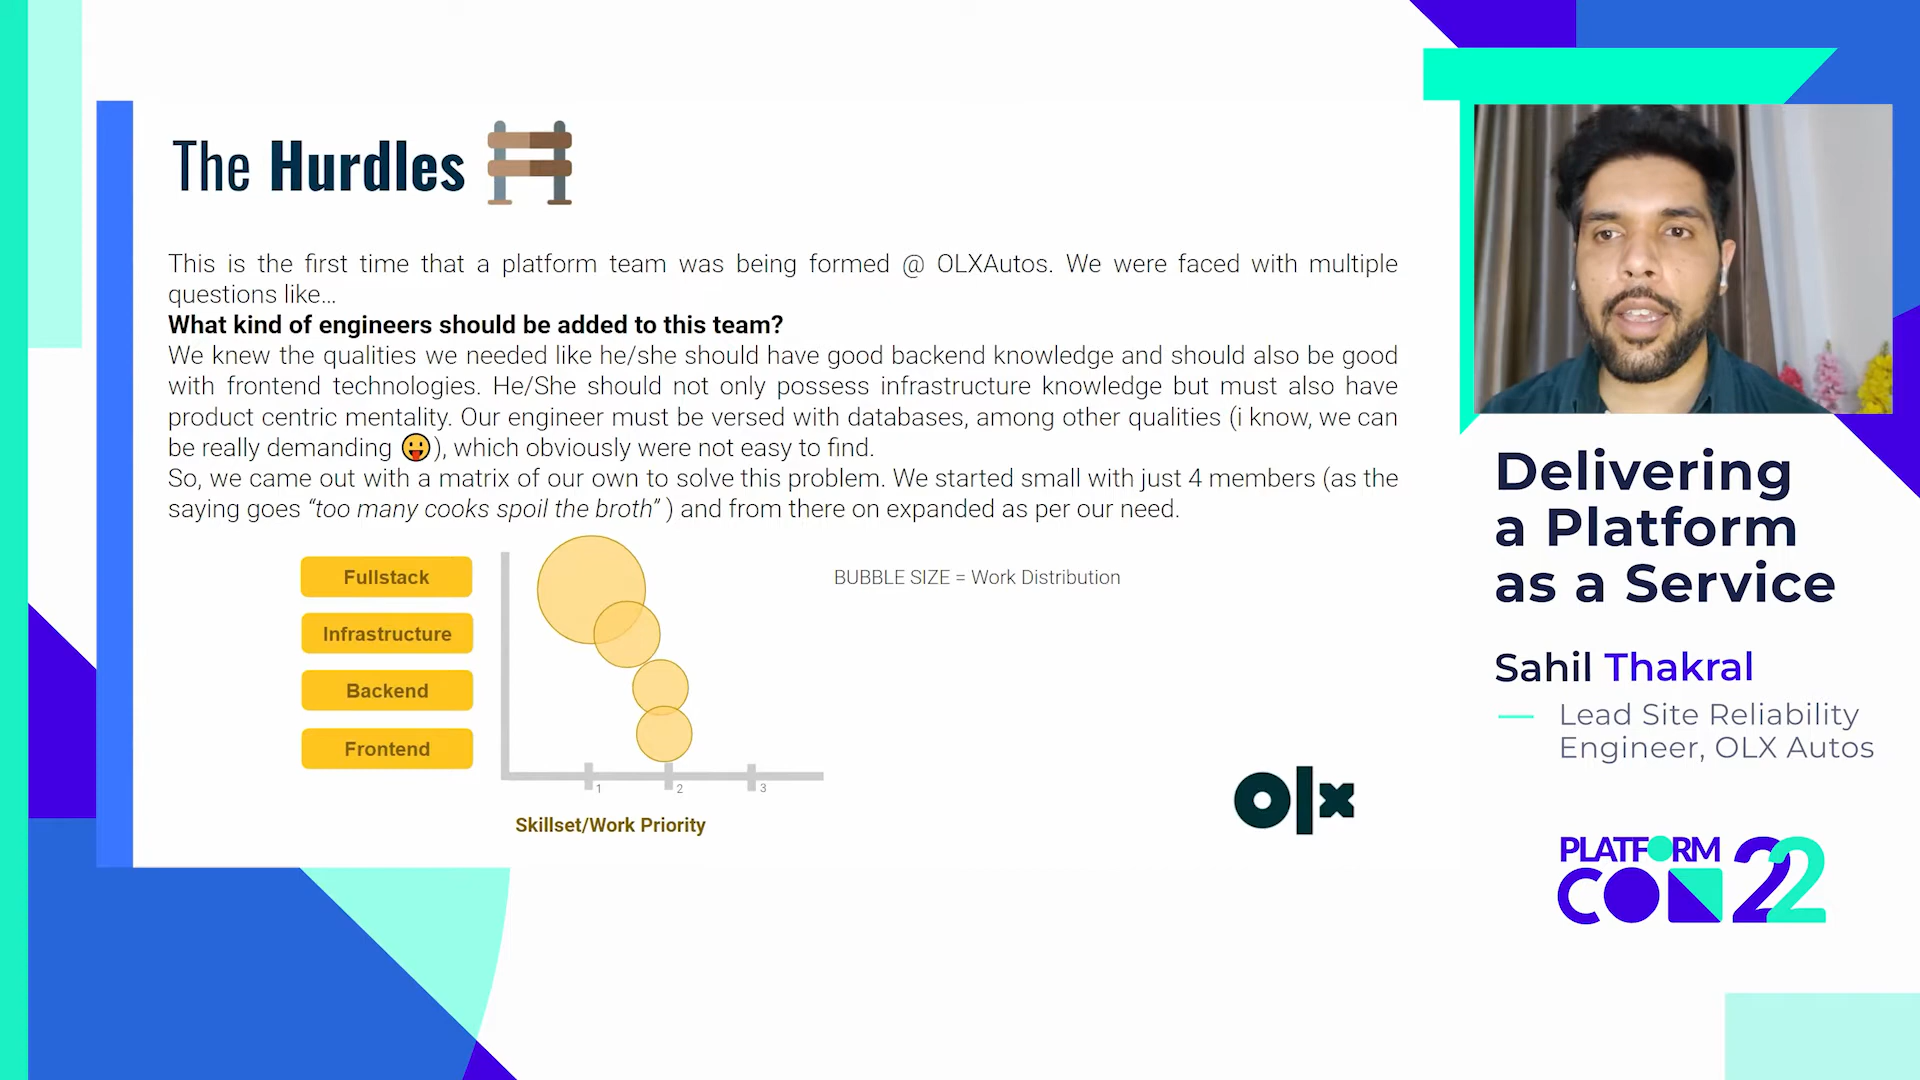 The Hurdles
This is the first time that a platform team was being formed @ OLXAutos. We were faced with multiple
questions like...
What kind of engineers should be added to this team?
We knew the qualities we needed like he/she should have good backend knowledge and should also be good
with frontend technologies. He/She should not only possess infrastructure knowledge but must also have
product centric mentality. Our engineer must be versed with databases, among other qualities (i know, we can
be really demanding 😛), which obviously were not easy to find.
So, we came out with a matrix of our own to solve this problem. We started small with just 4 members (as the
saying goes “too many cooks spoil the broth” ) and from there on expanded as per our need.
Fullstack
Infrastructure
Backend
Frontend
BUBBLE SIZE = Work Distribution
1
2
3
Skillset/Work Priority
olx
Delivering
a Platform
as a Service
Sahil Thakral
Lead Site Reliability
Engineer, OLX Autos
PLATFORM
CON 22